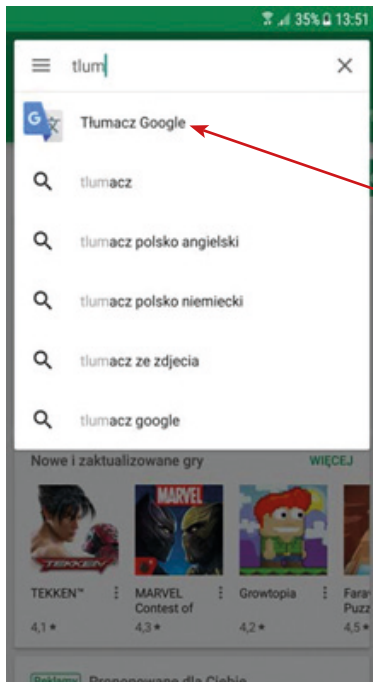 35% 13:51
tlum
Tłumacz Google
tlumacz
tlumacz polsko angielski
tlumacz polsko niemiecki
tlumacz ze zdjecia
tlumacz google
Nowe i zaktualizowane gry WIĘCEJ
TEKKEN
MARVEL
TEKKEN™ MARVEL Contest of Growtopia Puzz
4,1★ 4,3★ 4,2★ 4,5★
Reklamy Proponowane dla Ciebie